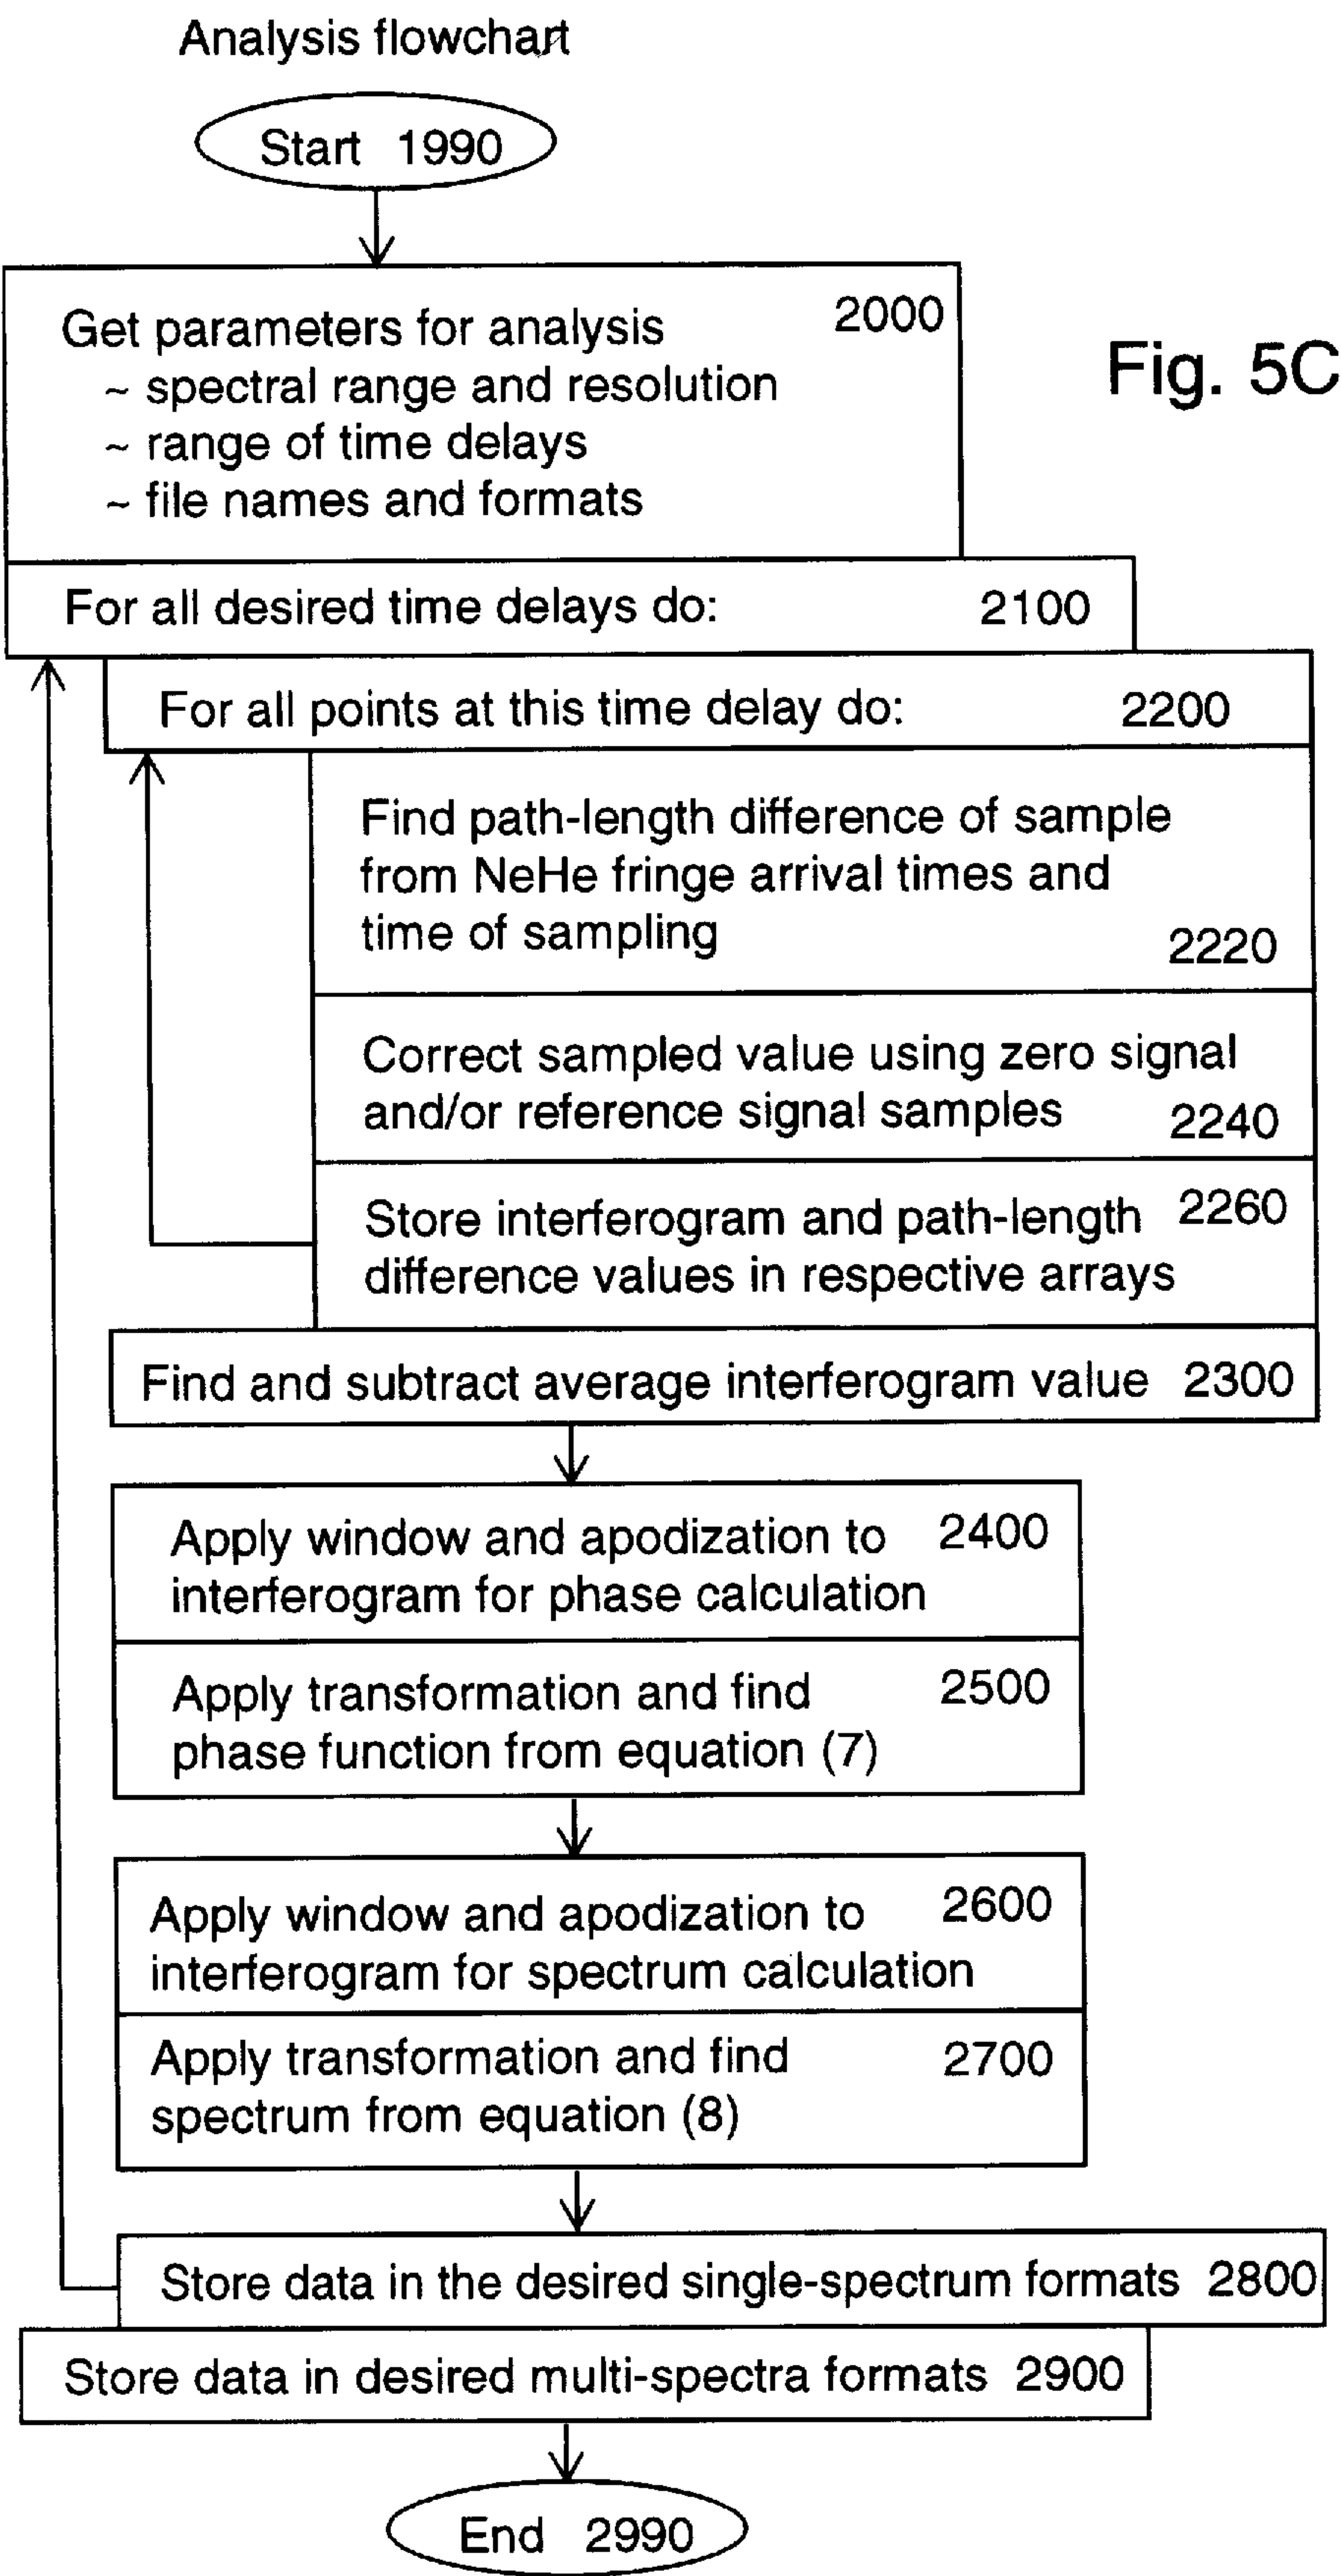 Analysis flowchart
Start 1990
Get parameters for analysis 2000
~ spectral range and resolution
~ range of time delays
~ file names and formats
Fig. 5C
For all desired time delays do: 2100
For all points at this time delay do: 2200
Find path-length difference of sample
from NeHe fringe arrival times and
time of sampling 2220
Correct sampled value using zero signal
and/or reference signal samples 2240
Store interferogram and path-length 2260
difference values in respective arrays
Find and subtract average interferogram value 2300
Apply window and apodization to 2400
interferogram for phase calculation
Apply transformation and find 2500
phase function from equation (7)
Apply window and apodization to 2600
interferogram for spectrum calculation
Apply transformation and find 2700
spectrum from equation (8)
Store data in the desired single-spectrum formats 2800
Store data in desired multi-spectra formats 2900
End 2990